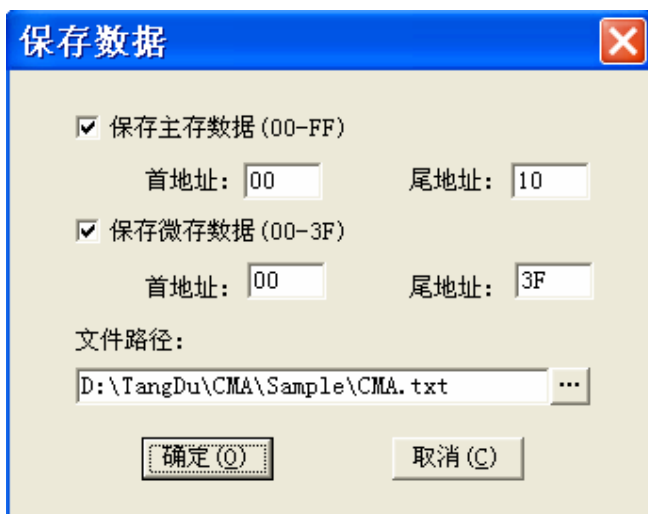 保存数据
保存主存数据(00-FF)
首地址: 00 尾地址: 10
保存微存数据(00-3F)
首地址: 00 尾地址: 3F
文件路径:
D:\TangDu\CMA\Sample\CMA.txt ...
确定(O) 取消(C)